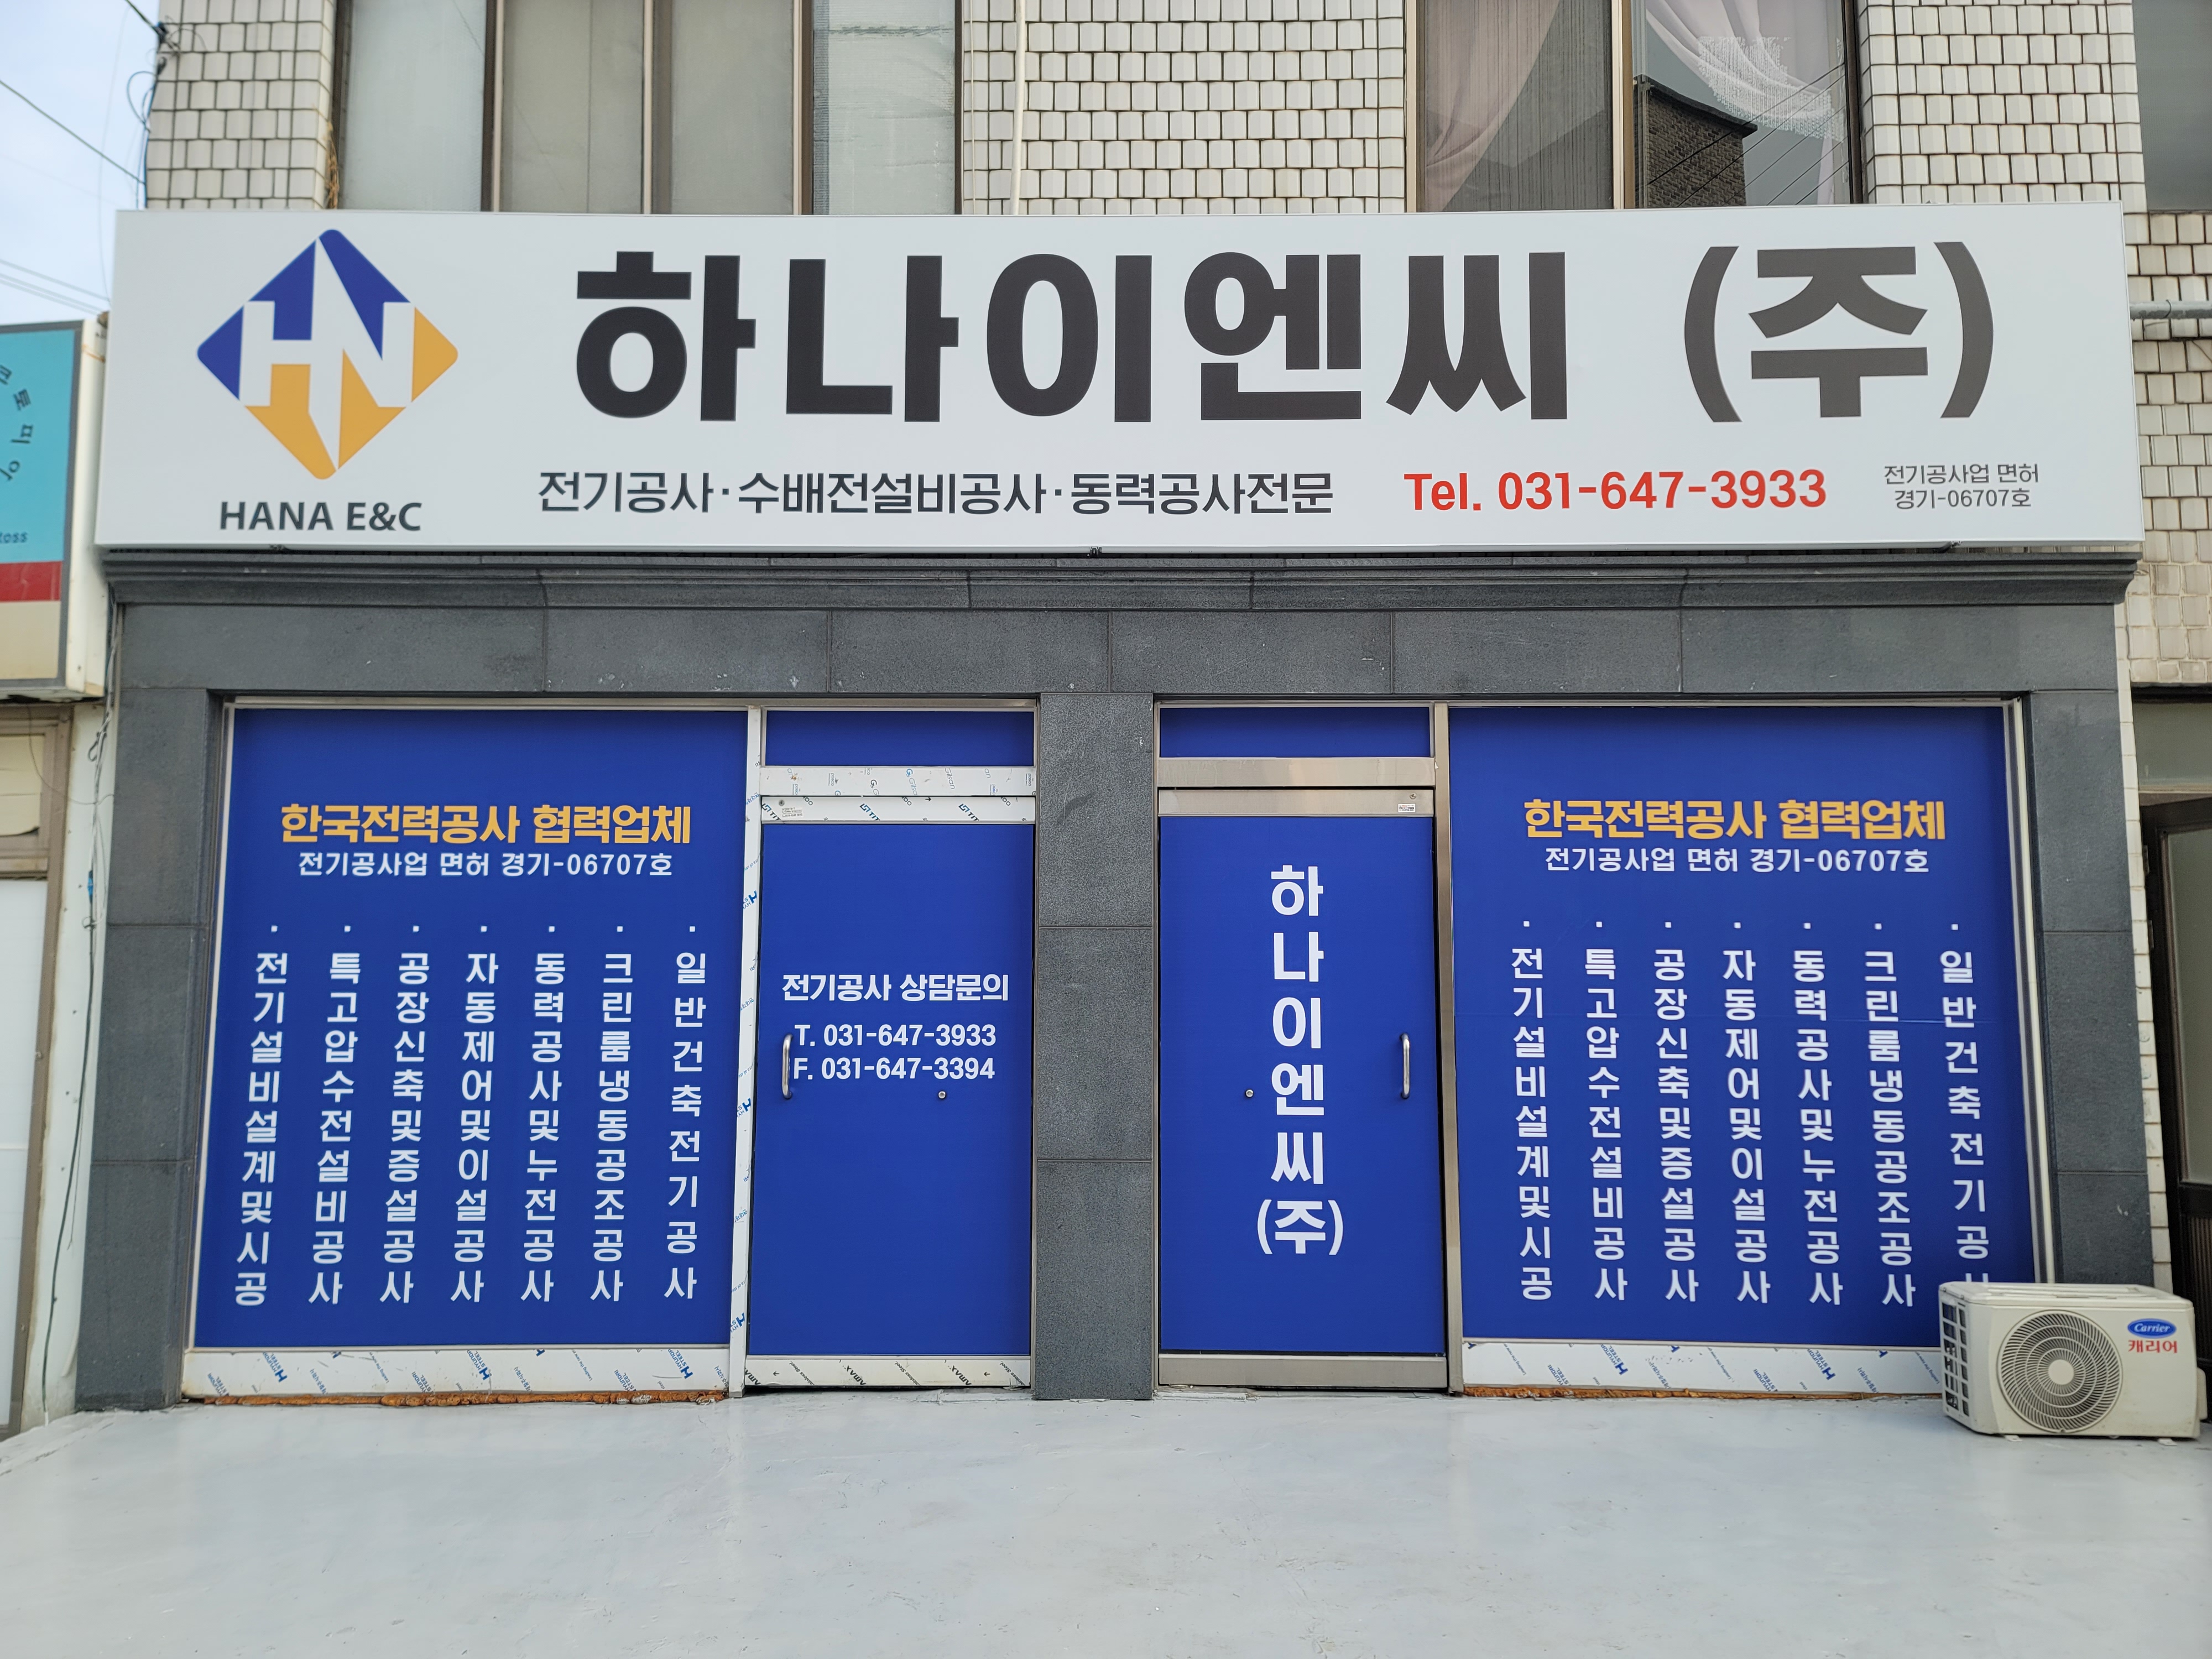 HN
HANA E&C
하나이엔씨 (주)
전기공사·수배전설비공사·동력공사전문
Tel. 031-647-3933
전기공사업 면허
경기-06707호
한국전력공사 협력업체
전기공사업 면허 경기-06707호
· 전기설비설계및시공
· 특고압수전설비공사
· 공장신축및증설공사
· 자동제어및이설공사
· 동력공사및누전공사
· 크린룸냉동공조공사
· 일반건축전기공사
전기공사 상담문의
T. 031-647-3933
F. 031-647-3394
하나이엔씨(주)
한국전력공사 협력업체
전기공사업 면허 경기-06707호
· 전기설비설계및시공
· 특고압수전설비공사
· 공장신축및증설공사
· 자동제어및이설공사
· 동력공사및누전공사
· 크린룸냉동공조공사
· 일반건축전기공사
Carrier
캐리어